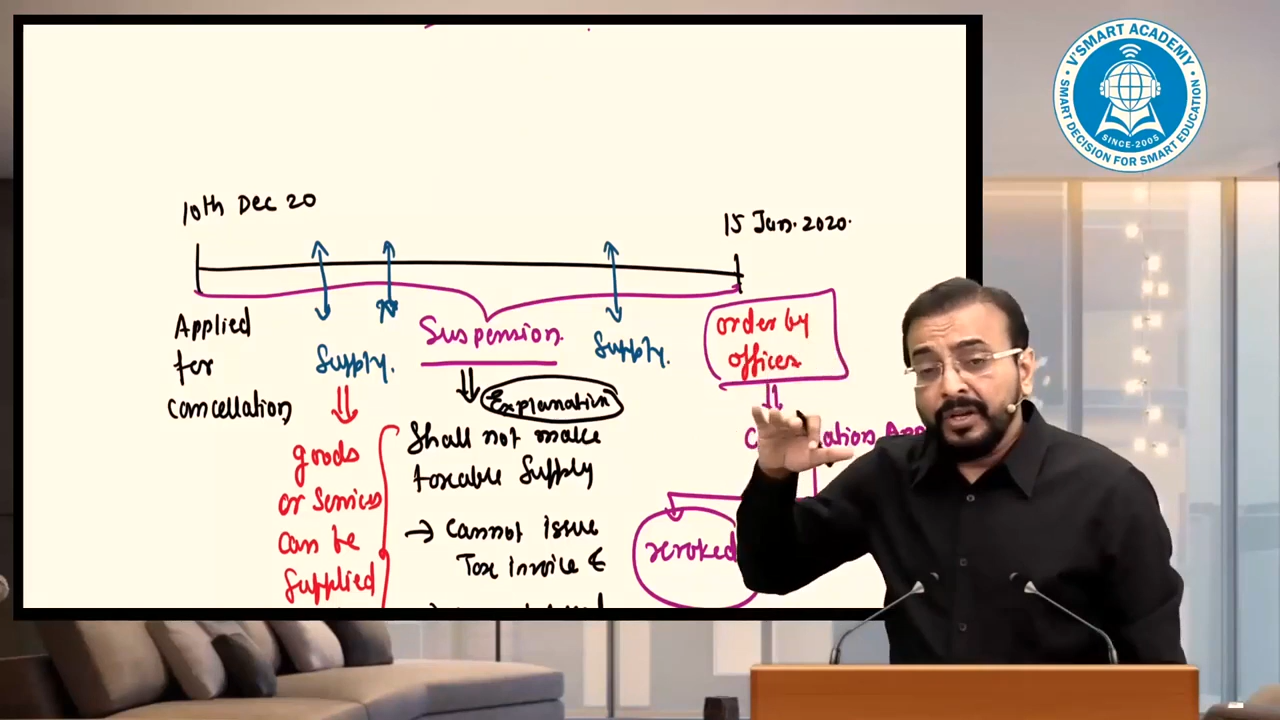 V'SMART ACADEMY
SINCE-2005
SMART DECISION FOR SMART EDUCATION
10th Dec 20
15 Jan. 2020.
Applied
for
cancellation
Supply.
Suspension.
Supply.
order by
officer
Explanation
goods
or Services
can be
Supplied
Shall not make
taxable Supply
→ Cannot issue
Tax invoice &
revoked